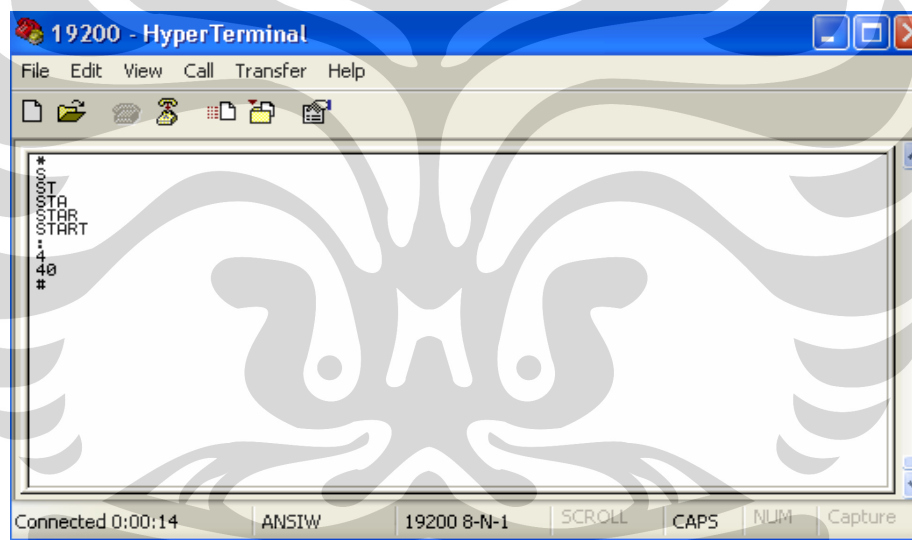 19200 - HyperTerminal
File Edit View Call Transfer Help
*
S
ST
STA
STAR
START
:
4
40
#
Connected 0:00:14 ANSIW 19200 8-N-1 SCROLL CAPS NUM Capture